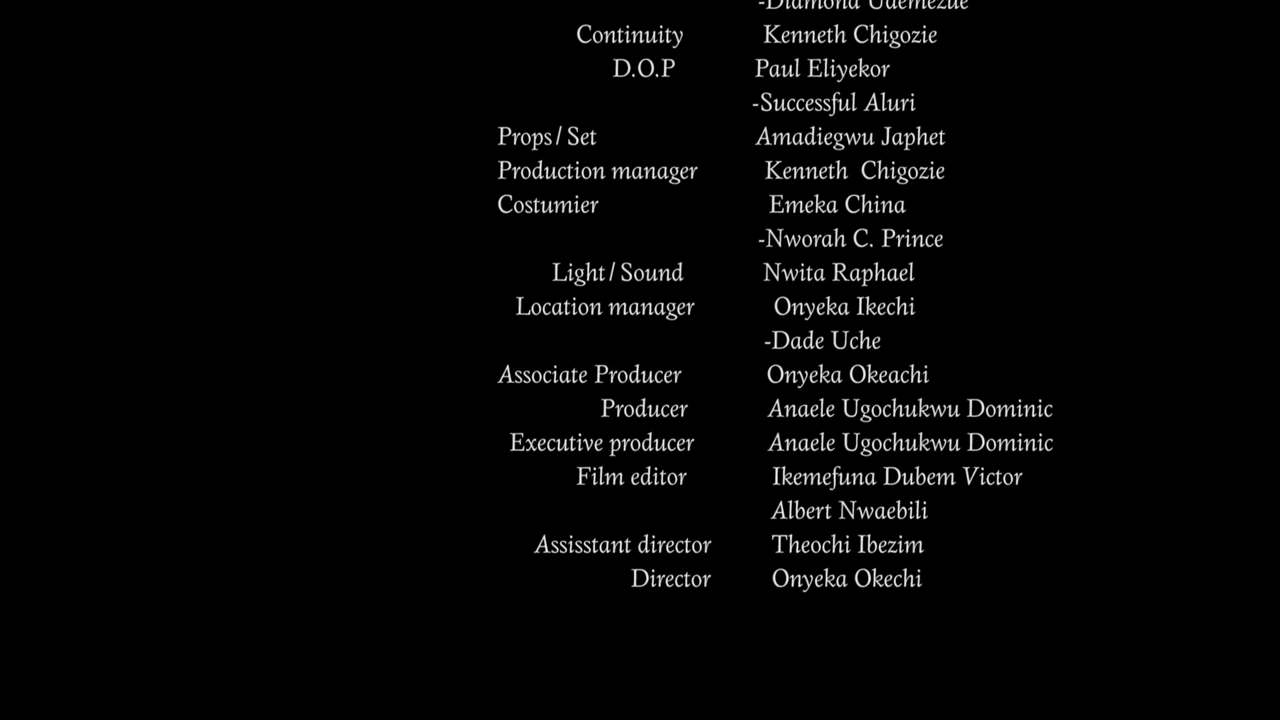 -Diamond Udemezue
Continuity Kenneth Chigozie
D.O.P Paul Eliyekor
-Successful Aluri
Props/Set Amadiegwu Japhet
Production manager Kenneth Chigozie
Costumier Emeka China
-Nworah C. Prince
Light/Sound Nwita Raphael
Location manager Onyeka Ikechi
-Dade Uche
Associate Producer Onyeka Okeachi
Producer Anaele Ugochukwu Dominic
Executive producer Anaele Ugochukwu Dominic
Film editor Ikemefuna Dubem Victor
Albert Nwaebili
Assisstant director Theochi Ibezim
Director Onyeka Okechi